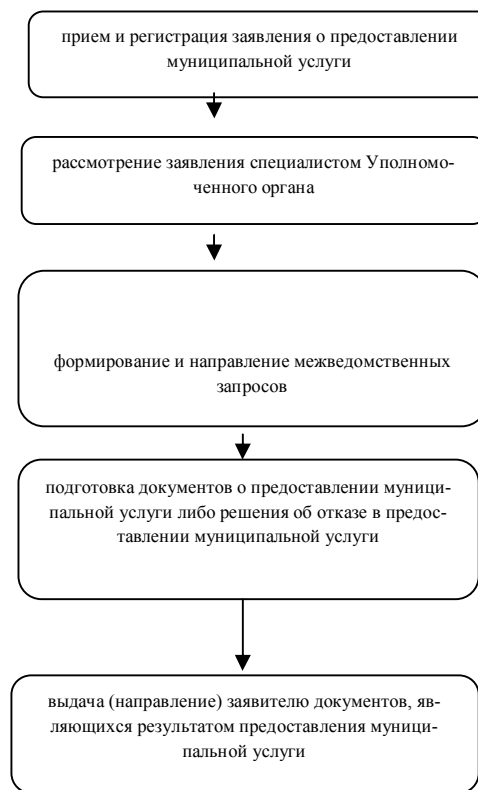 прием и регистрация заявления о предоставлении
муниципальной услуги
рассмотрение заявления специалистом Уполномо-
ченного органа
формирование и направление межведомственных
запросов
подготовка документов о предоставлении муници-
пальной услуги либо решения об отказе в предос-
тавлении муниципальной услуги
выдача (направление) заявителю документов, яв-
ляющихся результатом предоставления муници-
пальной услуги